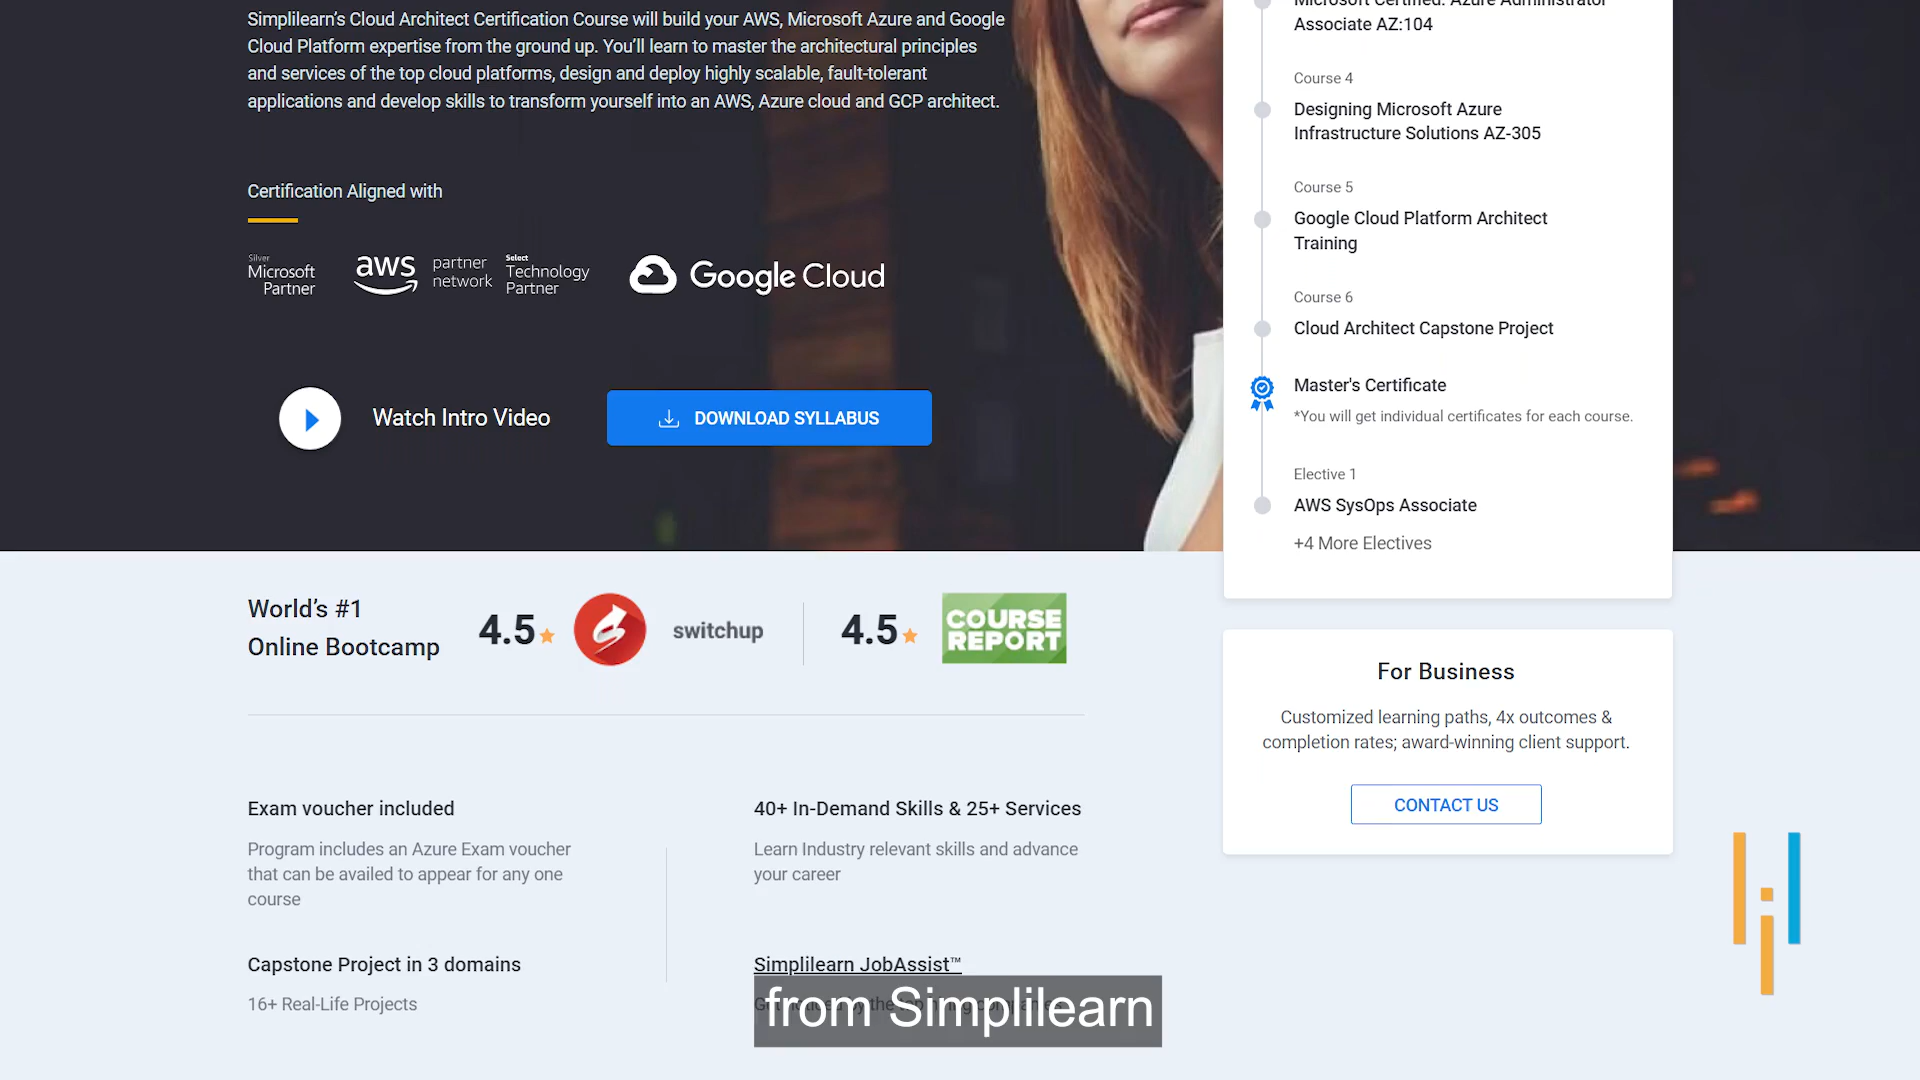 Simplilearn's Cloud Architect Certification Course will build your AWS, Microsoft Azure and Google
Cloud Platform expertise from the ground up. You'll learn to master the architectural principles
and services of the top cloud platforms, design and deploy highly scalable, fault-tolerant
applications and develop skills to transform yourself into an AWS, Azure cloud and GCP architect.
Certification Aligned with
Silver
Microsoft
Partner
aws
partner
network
Select
Technology
Partner
Google Cloud
Watch Intro Video
DOWNLOAD SYLLABUS
Microsoft Certified: Azure Administrator
Associate AZ:104
Course 4
Designing Microsoft Azure
Infrastructure Solutions AZ-305
Course 5
Google Cloud Platform Architect
Training
Course 6
Cloud Architect Capstone Project
Master's Certificate
*You will get individual certificates for each course.
Elective 1
AWS SysOps Associate
+4 More Electives
World's #1
Online Bootcamp
4.5
switchup
4.5
COURSE
REPORT
For Business
Customized learning paths, 4x outcomes &
completion rates; award-winning client support.
CONTACT US
Exam voucher included
Program includes an Azure Exam voucher
that can be availed to appear for any one
course
40+ In-Demand Skills & 25+ Services
Learn Industry relevant skills and advance
your career
Capstone Project in 3 domains
16+ Real-Life Projects
Simplilearn JobAssist™
from Simplilearn